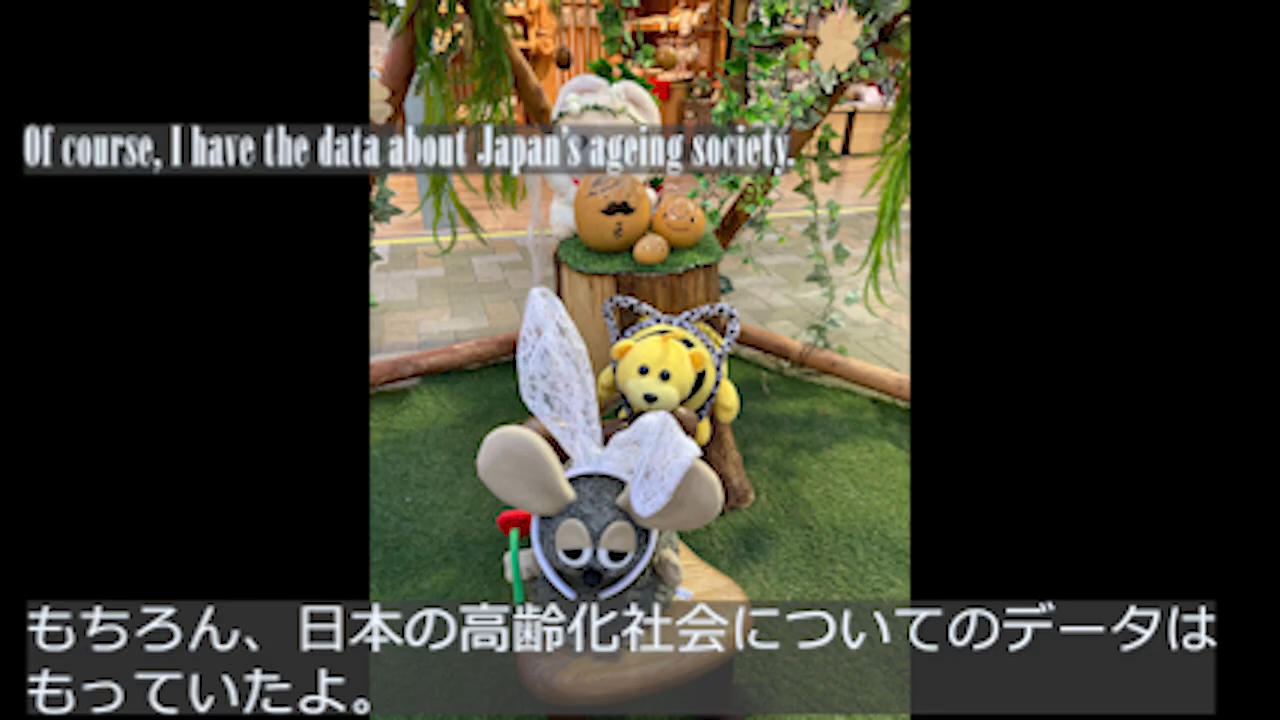 Of course, I have the data about Japan's ageing society.
もちろん、日本の高齢化社会についてのデータは
もっていたよ。